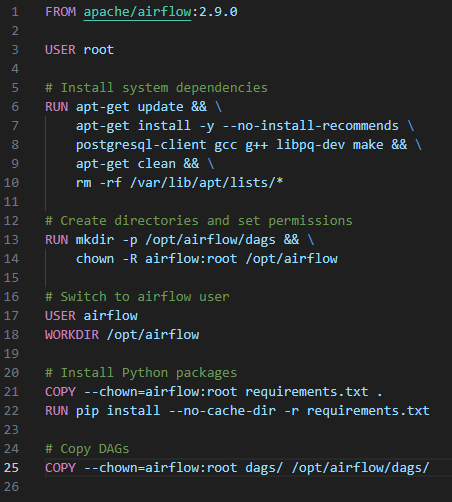 1 FROM apache/airflow:2.9.0
2
3 USER root
4
5 # Install system dependencies
6 RUN apt-get update && \
7     apt-get install -y --no-install-recommends \
8     postgresql-client gcc g++ libpq-dev make && \
9     apt-get clean && \
10     rm -rf /var/lib/apt/lists/*
11
12 # Create directories and set permissions
13 RUN mkdir -p /opt/airflow/dags && \
14     chown -R airflow:root /opt/airflow
15
16 # Switch to airflow user
17 USER airflow
18 WORKDIR /opt/airflow
19
20 # Install Python packages
21 COPY --chown=airflow:root requirements.txt .
22 RUN pip install --no-cache-dir -r requirements.txt
23
24 # Copy DAGs
25 COPY --chown=airflow:root dags/ /opt/airflow/dags/
26